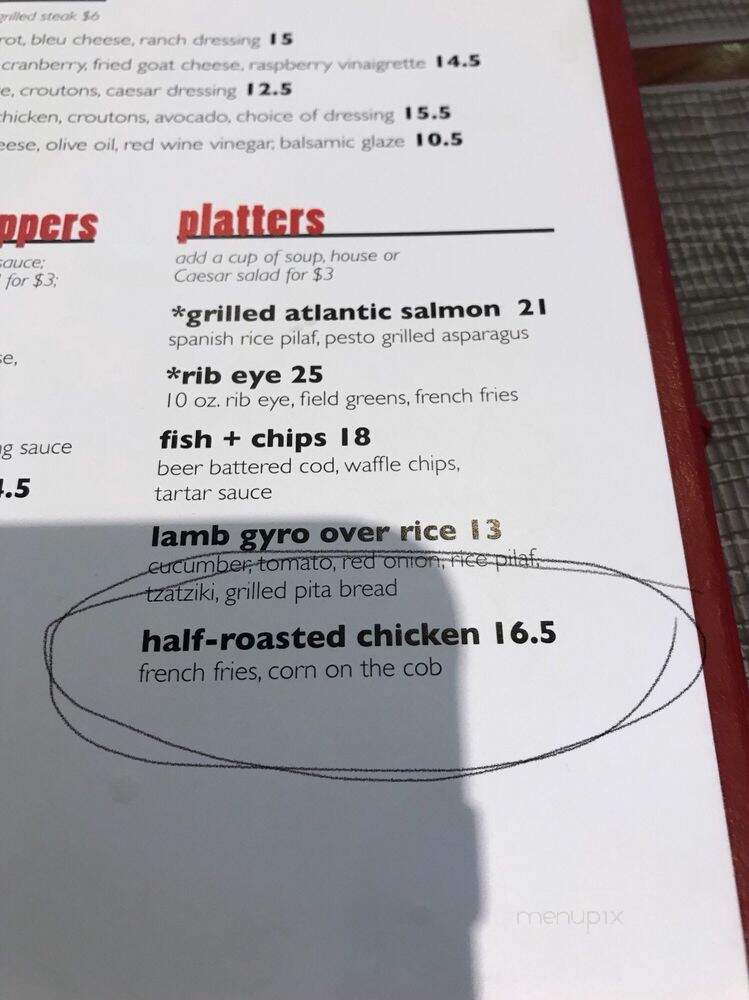 grilled steak $6
rot, bleu cheese, ranch dressing 15
cranberry, fried goat cheese, raspberry vinaigrette 14.5
e, croutons, caesar dressing 12.5
chicken, croutons, avocado, choice of dressing 15.5
eese, olive oil, red wine vinegar, balsamic glaze 10.5
ppers
sauce;
for $3;
se,
ng sauce
.5
platters
add a cup of soup, house or
Caesar salad for $3
*grilled atlantic salmon 21
spanish rice pilaf, pesto grilled asparagus
*rib eye 25
10 oz. rib eye, field greens, french fries
fish + chips 18
beer battered cod, waffle chips,
tartar sauce
lamb gyro over rice 13
cucumber, tomato, red onion, rice pilaf,
tzatziki, grilled pita bread
half-roasted chicken 16.5
french fries, corn on the cob
menupix